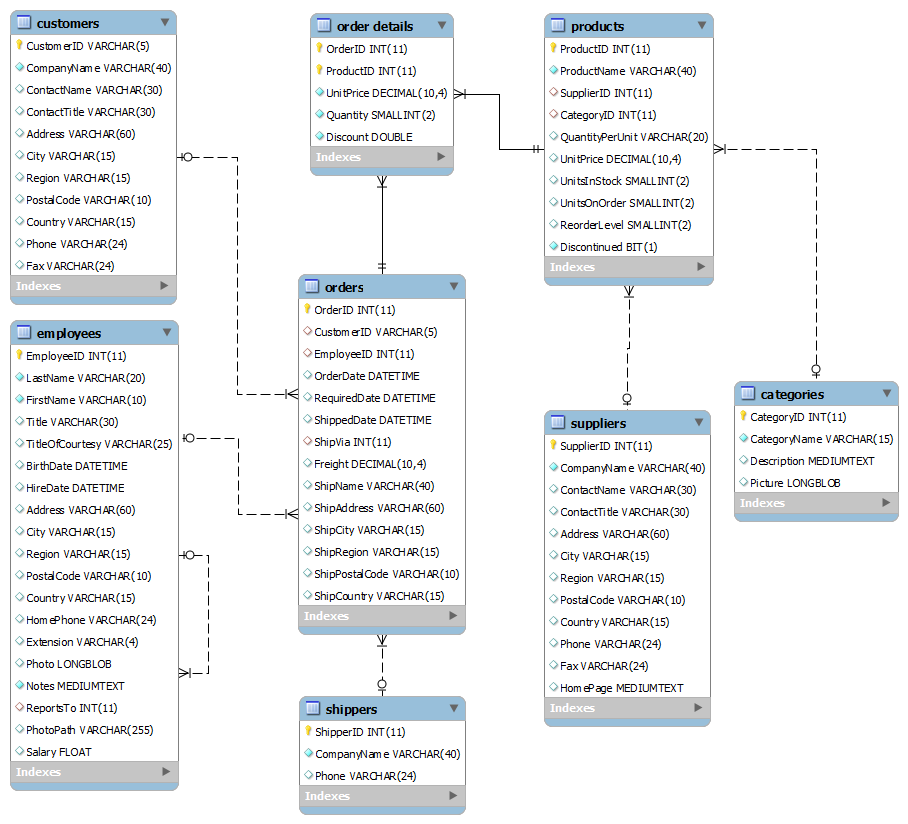 customers
CustomerID VARCHAR(5)
CompanyName VARCHAR(40)
ContactName VARCHAR(30)
ContactTitle VARCHAR(30)
Address VARCHAR(60)
City VARCHAR(15)
Region VARCHAR(15)
PostalCode VARCHAR(10)
Country VARCHAR(15)
Phone VARCHAR(24)
Fax VARCHAR(24)
Indexes
employees
EmployeeID INT(11)
LastName VARCHAR(20)
FirstName VARCHAR(10)
Title VARCHAR(30)
TitleOfCourtesy VARCHAR(25)
BirthDate DATETIME
HireDate DATETIME
Address VARCHAR(60)
City VARCHAR(15)
Region VARCHAR(15)
PostalCode VARCHAR(10)
Country VARCHAR(15)
HomePhone VARCHAR(24)
Extension VARCHAR(4)
Photo LONGBLOB
Notes MEDIUMTEXT
ReportsTo INT(11)
PhotoPath VARCHAR(255)
Salary FLOAT
Indexes
order details
OrderID INT(11)
ProductID INT(11)
UnitPrice DECIMAL(10,4)
Quantity SMALLINT(2)
Discount DOUBLE
Indexes
orders
OrderID INT(11)
CustomerID VARCHAR(5)
EmployeeID INT(11)
OrderDate DATETIME
RequiredDate DATETIME
ShippedDate DATETIME
ShipVia INT(11)
Freight DECIMAL(10,4)
ShipName VARCHAR(40)
ShipAddress VARCHAR(60)
ShipCity VARCHAR(15)
ShipRegion VARCHAR(15)
ShipPostalCode VARCHAR(10)
ShipCountry VARCHAR(15)
Indexes
shippers
ShipperID INT(11)
CompanyName VARCHAR(40)
Phone VARCHAR(24)
Indexes
products
ProductID INT(11)
ProductName VARCHAR(40)
SupplierID INT(11)
CategoryID INT(11)
QuantityPerUnit VARCHAR(20)
UnitPrice DECIMAL(10,4)
UnitsInStock SMALLINT(2)
UnitsOnOrder SMALLINT(2)
ReorderLevel SMALLINT(2)
Discontinued BIT(1)
Indexes
suppliers
SupplierID INT(11)
CompanyName VARCHAR(40)
ContactName VARCHAR(30)
ContactTitle VARCHAR(30)
Address VARCHAR(60)
City VARCHAR(15)
Region VARCHAR(15)
PostalCode VARCHAR(10)
Country VARCHAR(15)
Phone VARCHAR(24)
Fax VARCHAR(24)
HomePage MEDIUMTEXT
Indexes
categories
CategoryID INT(11)
CategoryName VARCHAR(15)
Description MEDIUMTEXT
Picture LONGBLOB
Indexes